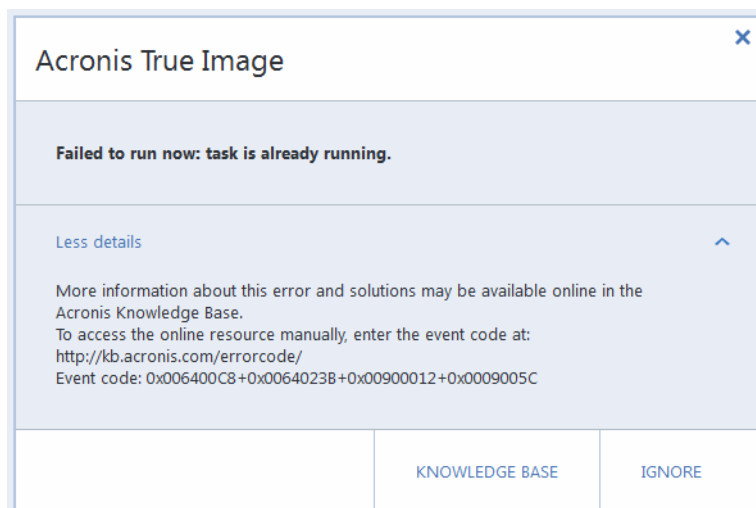 Acronis True Image
Failed to run now: task is already running.
Less details
More information about this error and solutions may be available online in the
Acronis Knowledge Base.
To access the online resource manually, enter the event code at:
http://kb.acronis.com/errorcode/
Event code: 0x006400C8+0x0064023B+0x00900012+0x0009005C
KNOWLEDGE BASE
IGNORE